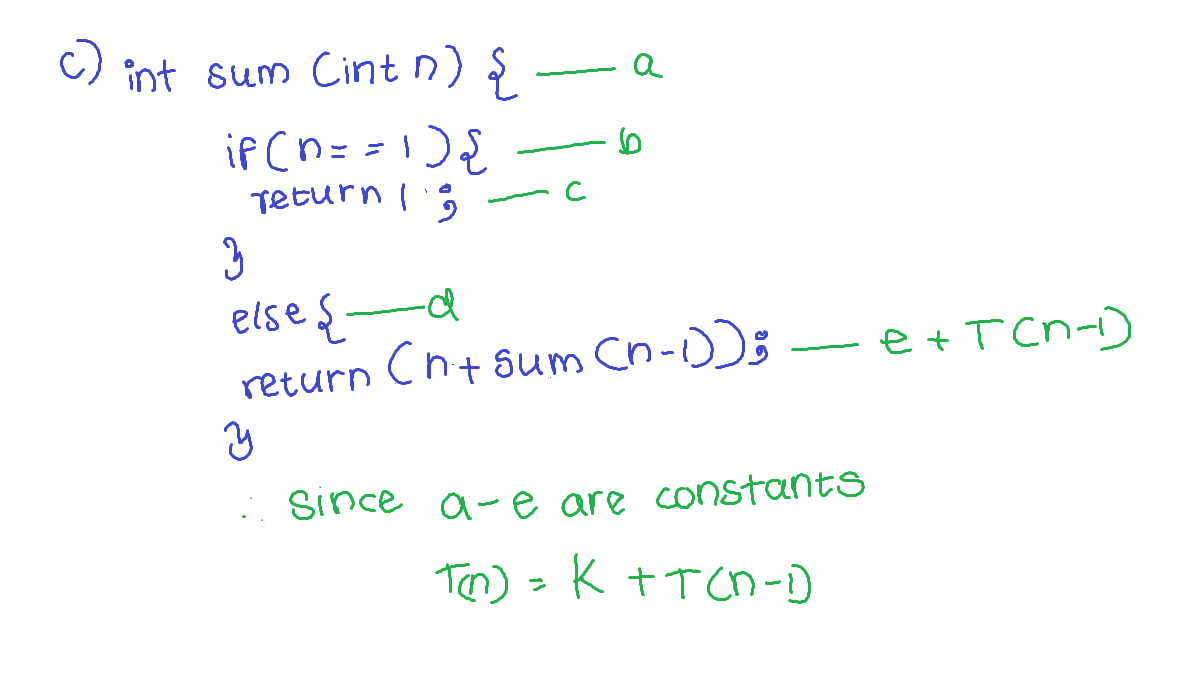 c) int sum (int n) { — a
if(n==1){ — b
return 1; — c
}
else{ — d
return (n+sum(n-1)); — e + T(n-1)
}
∴ since a-e are constants
T(n) = K + T(n-1)